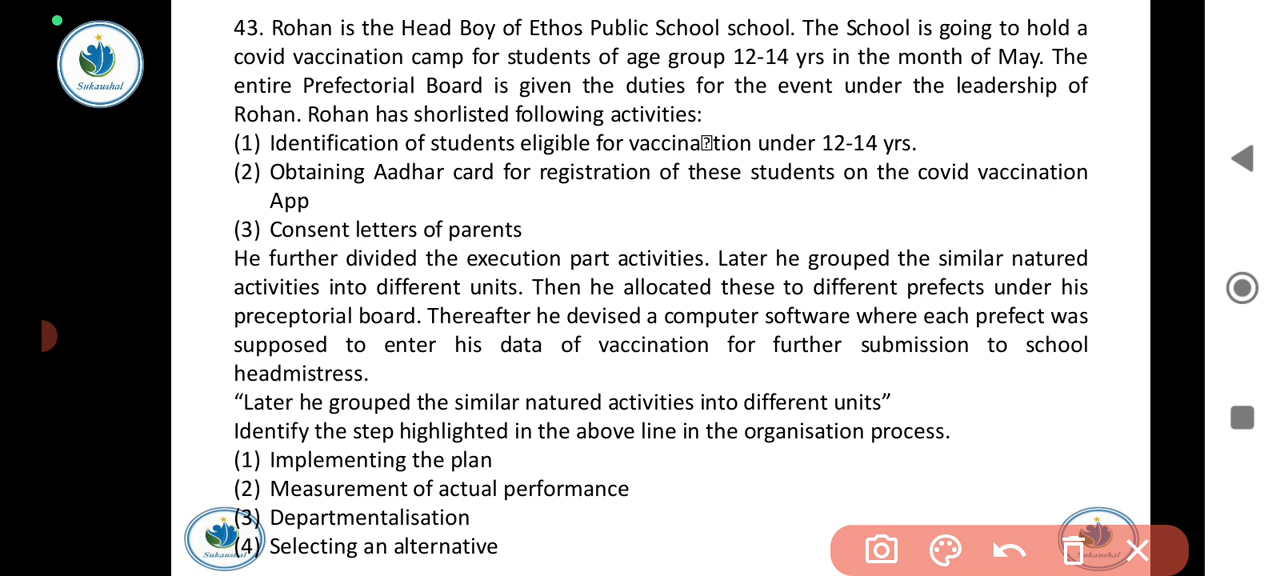 Sukaushal
43. Rohan is the Head Boy of Ethos Public School school. The School is going to hold a
covid vaccination camp for students of age group 12-14 yrs in the month of May. The
entire Prefectorial Board is given the duties for the event under the leadership of
Rohan. Rohan has shorlisted following activities:
(1) Identification of students eligible for vaccina�tion under 12-14 yrs.
(2) Obtaining Aadhar card for registration of these students on the covid vaccination
App
(3) Consent letters of parents
He further divided the execution part activities. Later he grouped the similar natured
activities into different units. Then he allocated these to different prefects under his
preceptorial board. Thereafter he devised a computer software where each prefect was
supposed to enter his data of vaccination for further submission to school
headmistress.
“Later he grouped the similar natured activities into different units”
Identify the step highlighted in the above line in the organisation process.
(1) Implementing the plan
(2) Measurement of actual performance
(3) Departmentalisation
(4) Selecting an alternative
Sukaushal
Sukaushal